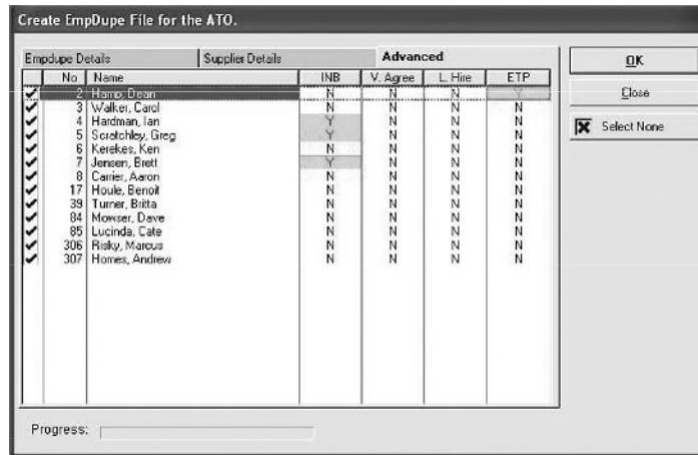 Create EmpDupe File for the ATO.
Empdupe Details Supplier Details Advanced
No Name INB V. Agree L. Hire ETP
2 Hamp, Dean N N N Y
3 Walker, Carol N N N N
4 Hardman, Ian Y N N N
5 Scratchley, Greg Y N N N
6 Kerekes, Ken N N N N
7 Jensen, Brett Y N N N
8 Carrier, Aaron N N N N
17 Houle, Benoit N N N N
39 Turner, Britta N N N N
84 Mowser, Dave N N N N
85 Lucinda, Cate N N N N
306 Risky, Marcus N N N N
307 Homes, Andrew N N N N
OK
Close
Select None
Progress: